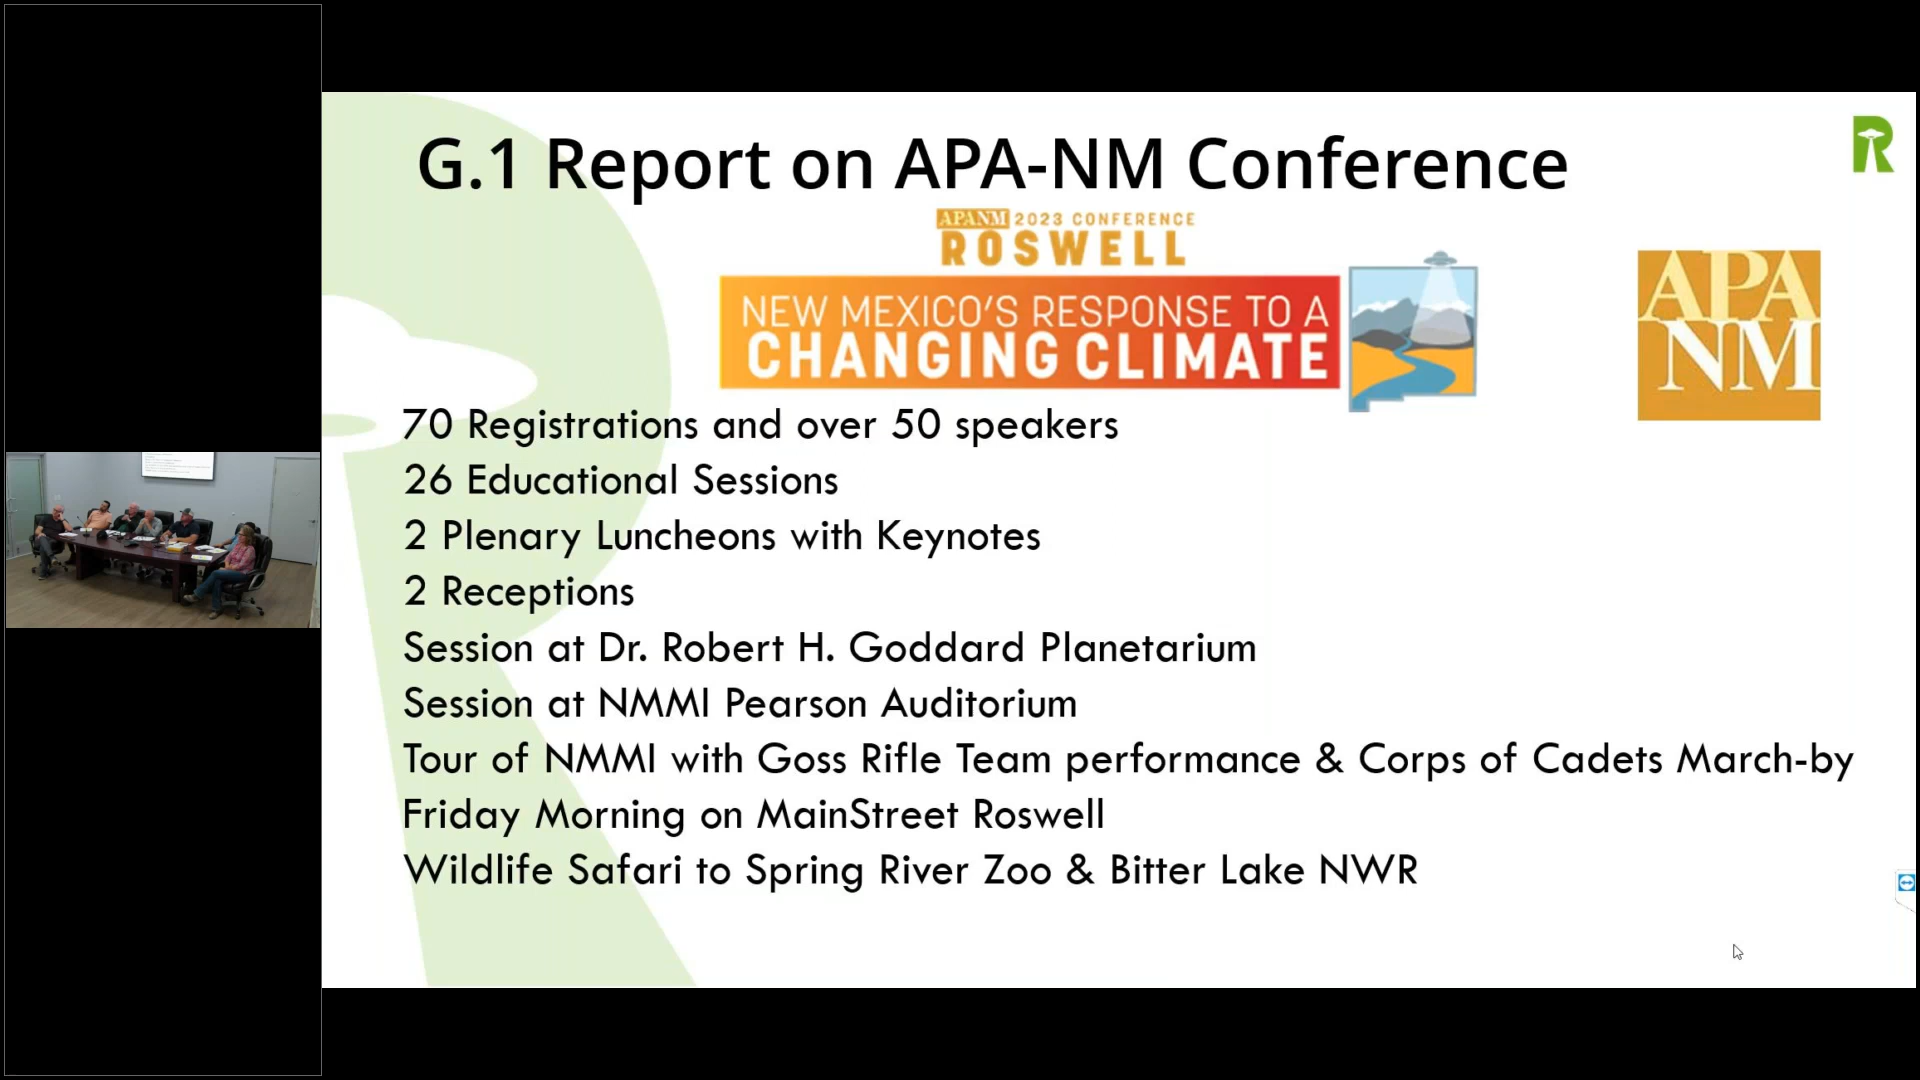 G.1 Report on APA-NM Conference
R
APANM 2023 CONFERENCE
ROSWELL
NEW MEXICO'S RESPONSE TO A
CHANGING CLIMATE
APA
NM
70 Registrations and over 50 speakers
26 Educational Sessions
2 Plenary Luncheons with Keynotes
2 Receptions
Session at Dr. Robert H. Goddard Planetarium
Session at NMMI Pearson Auditorium
Tour of NMMI with Goss Rifle Team performance & Corps of Cadets March-by
Friday Morning on MainStreet Roswell
Wildlife Safari to Spring River Zoo & Bitter Lake NWR